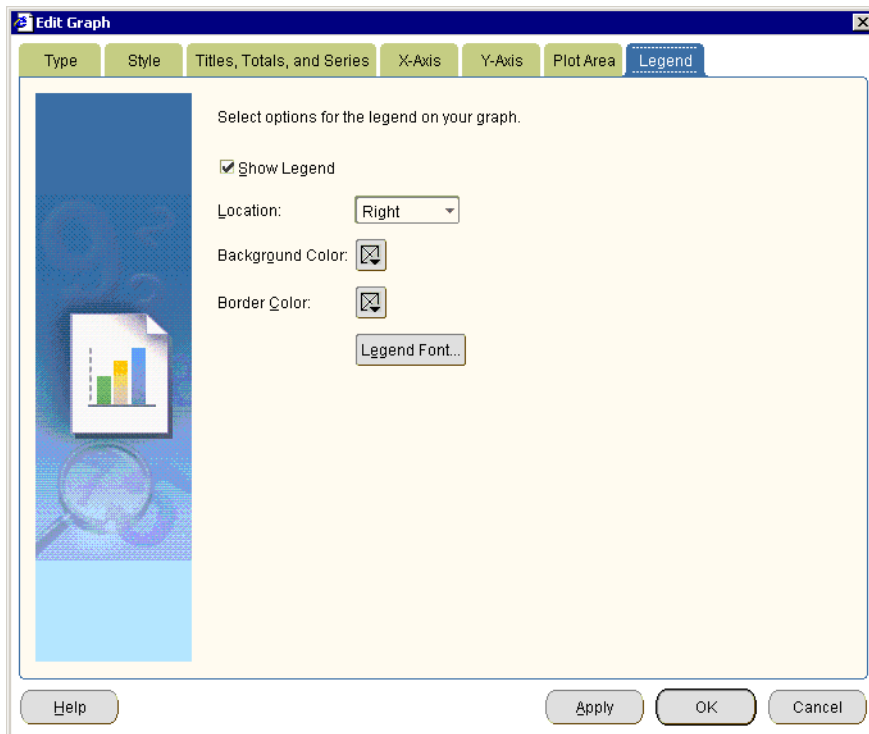 Edit Graph
Type Style Titles, Totals, and Series X-Axis Y-Axis Plot Area Legend
Select options for the legend on your graph.
Show Legend
Location: Right
Background Color:
Border Color:
Legend Font...
Help Apply OK Cancel